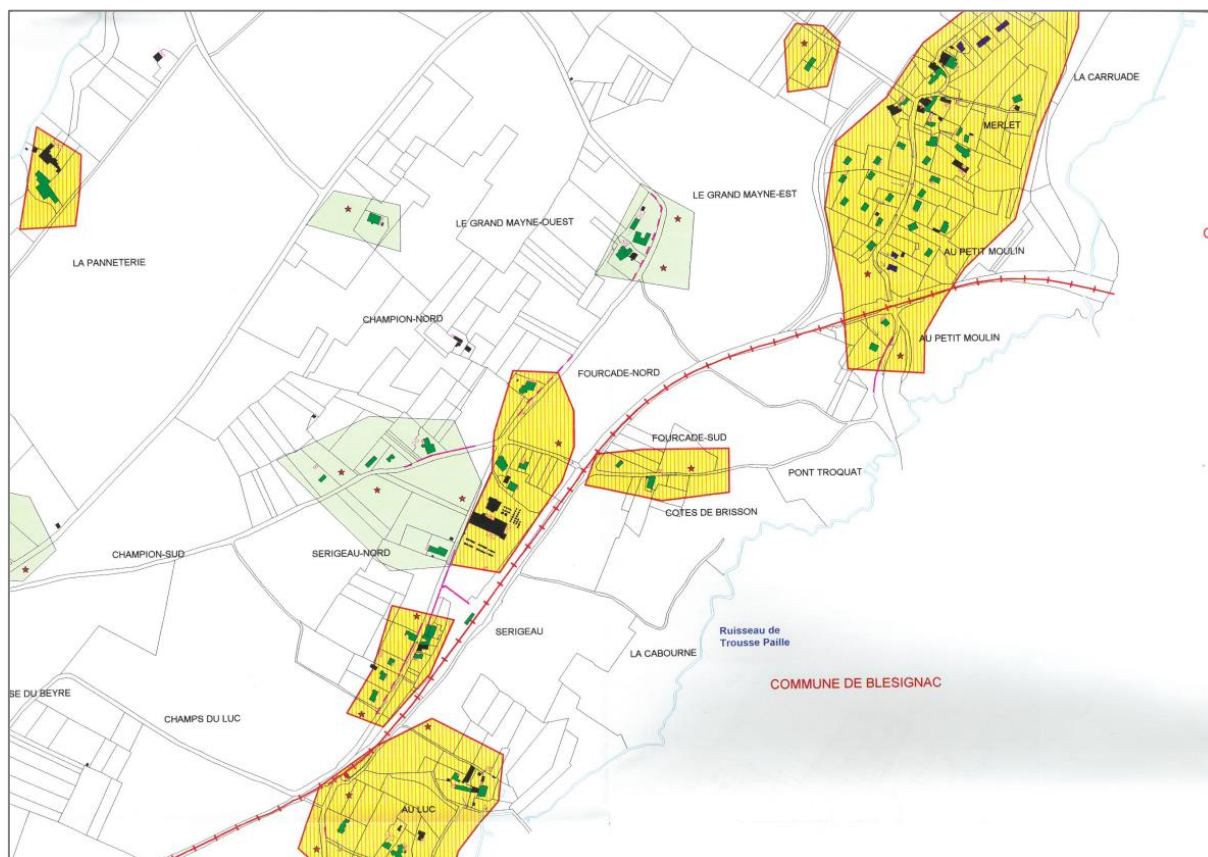 LA CARRUADE
MERLET
LE GRAND MAYNE-EST
LE GRAND MAYNE-OUEST
AU PETIT MOULIN
LA PANNETERIE
CHAMPION-NORD
AU PETIT MOULIN
FOURCADE-NORD
FOURCADE-SUD
PONT TROQUAT
COTES DE BRISSON
CHAMPION-SUD
SERIGEAU-NORD
SERIGEAU
Ruisseau de
Trousse Paille
LA CABOURNE
COMMUNE DE BLESIGNAC
SE DU BEYRE
CHAMPS DU LUC
AU LUC